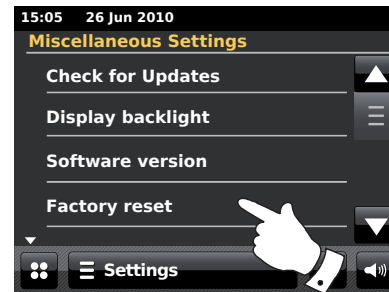 15:05 26 Jun 2010
Miscellaneous Settings
Check for Updates
Display backlight
Software version
Factory reset
Settings